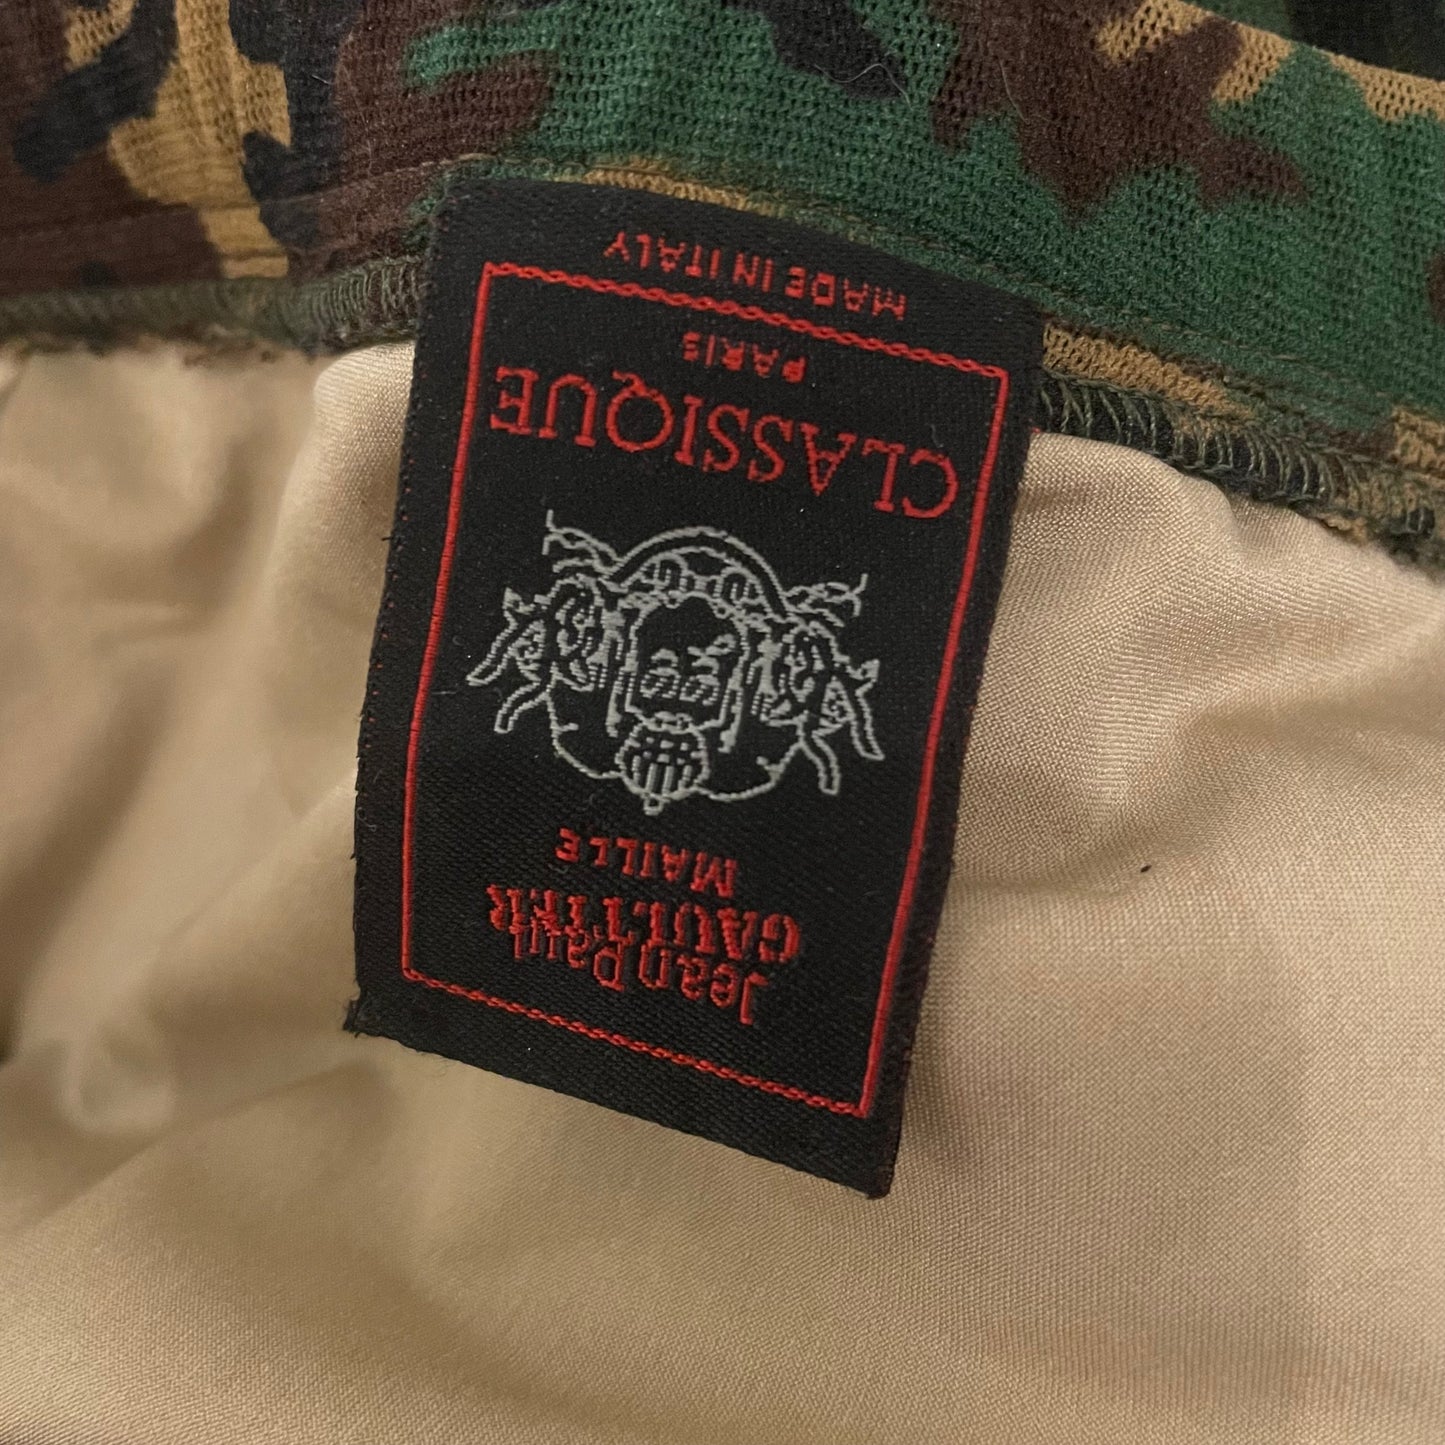 Jean Paul
GAULTIER
MAILLE
CLASSIQUE
PARIS
MADE IN ITALY